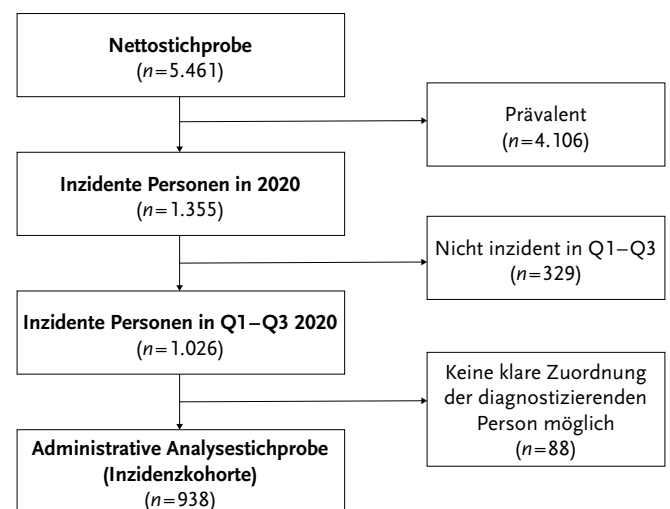 Nettostichprobe
(n=5.461)
Prävalent
(n=4.106)
Inzidente Personen in 2020
(n=1.355)
Nicht inzident in Q1–Q3
(n=329)
Inzidente Personen in Q1–Q3 2020
(n=1.026)
Keine klare Zuordnung
der diagnostizierenden
Person möglich
(n=88)
Administrative Analysestichprobe
(Inzidenzkohorte)
(n=938)